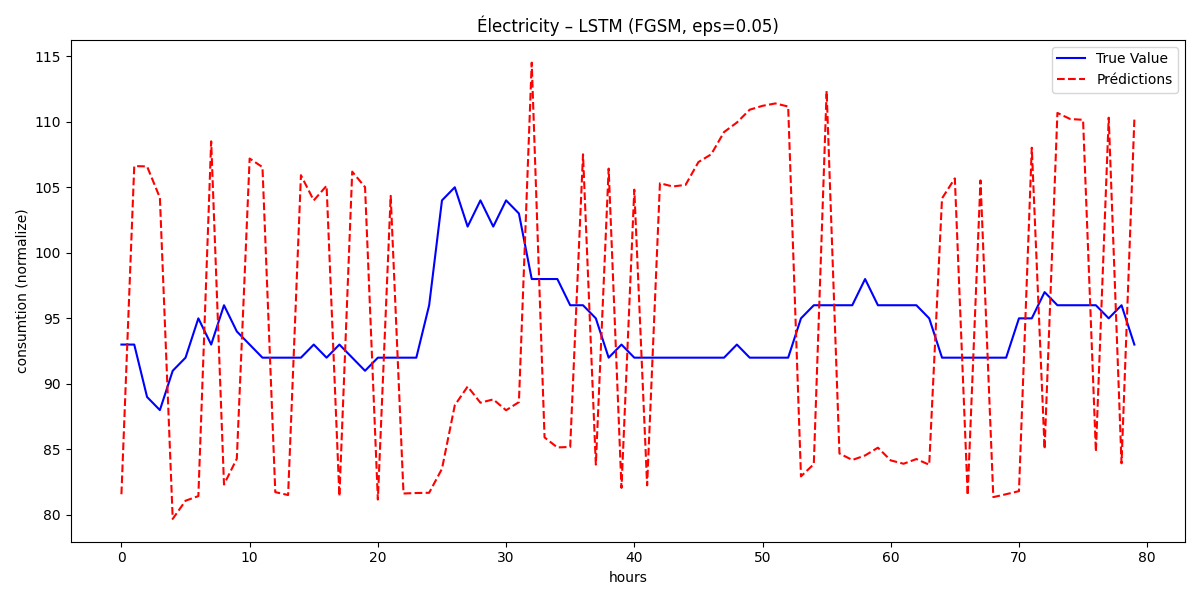 Électricity – LSTM (FGSM, eps=0.05)
115
110
105
100
95
90
85
80
consumtion (normalize)
True Value
Prédictions
0 10 20 30 40 50 60 70 80
hours